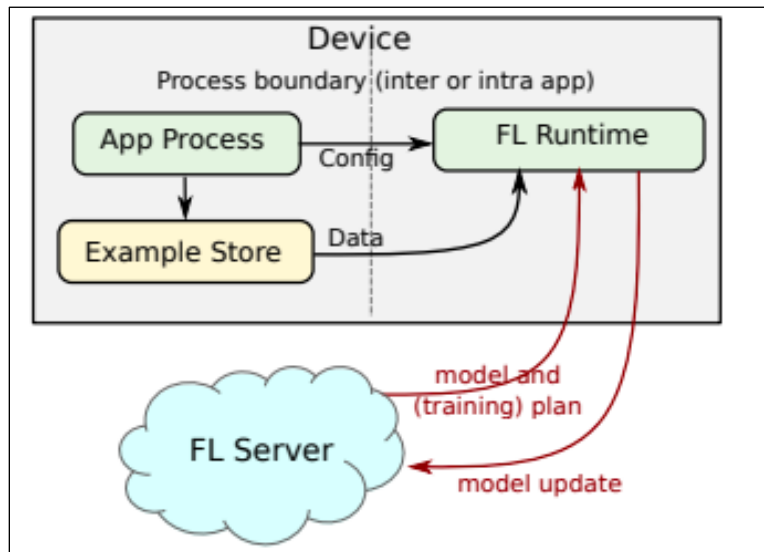 Device
Process boundary (inter or intra app)
App Process
Config
FL Runtime
Example Store
Data
model and
(training) plan
FL Server
model update